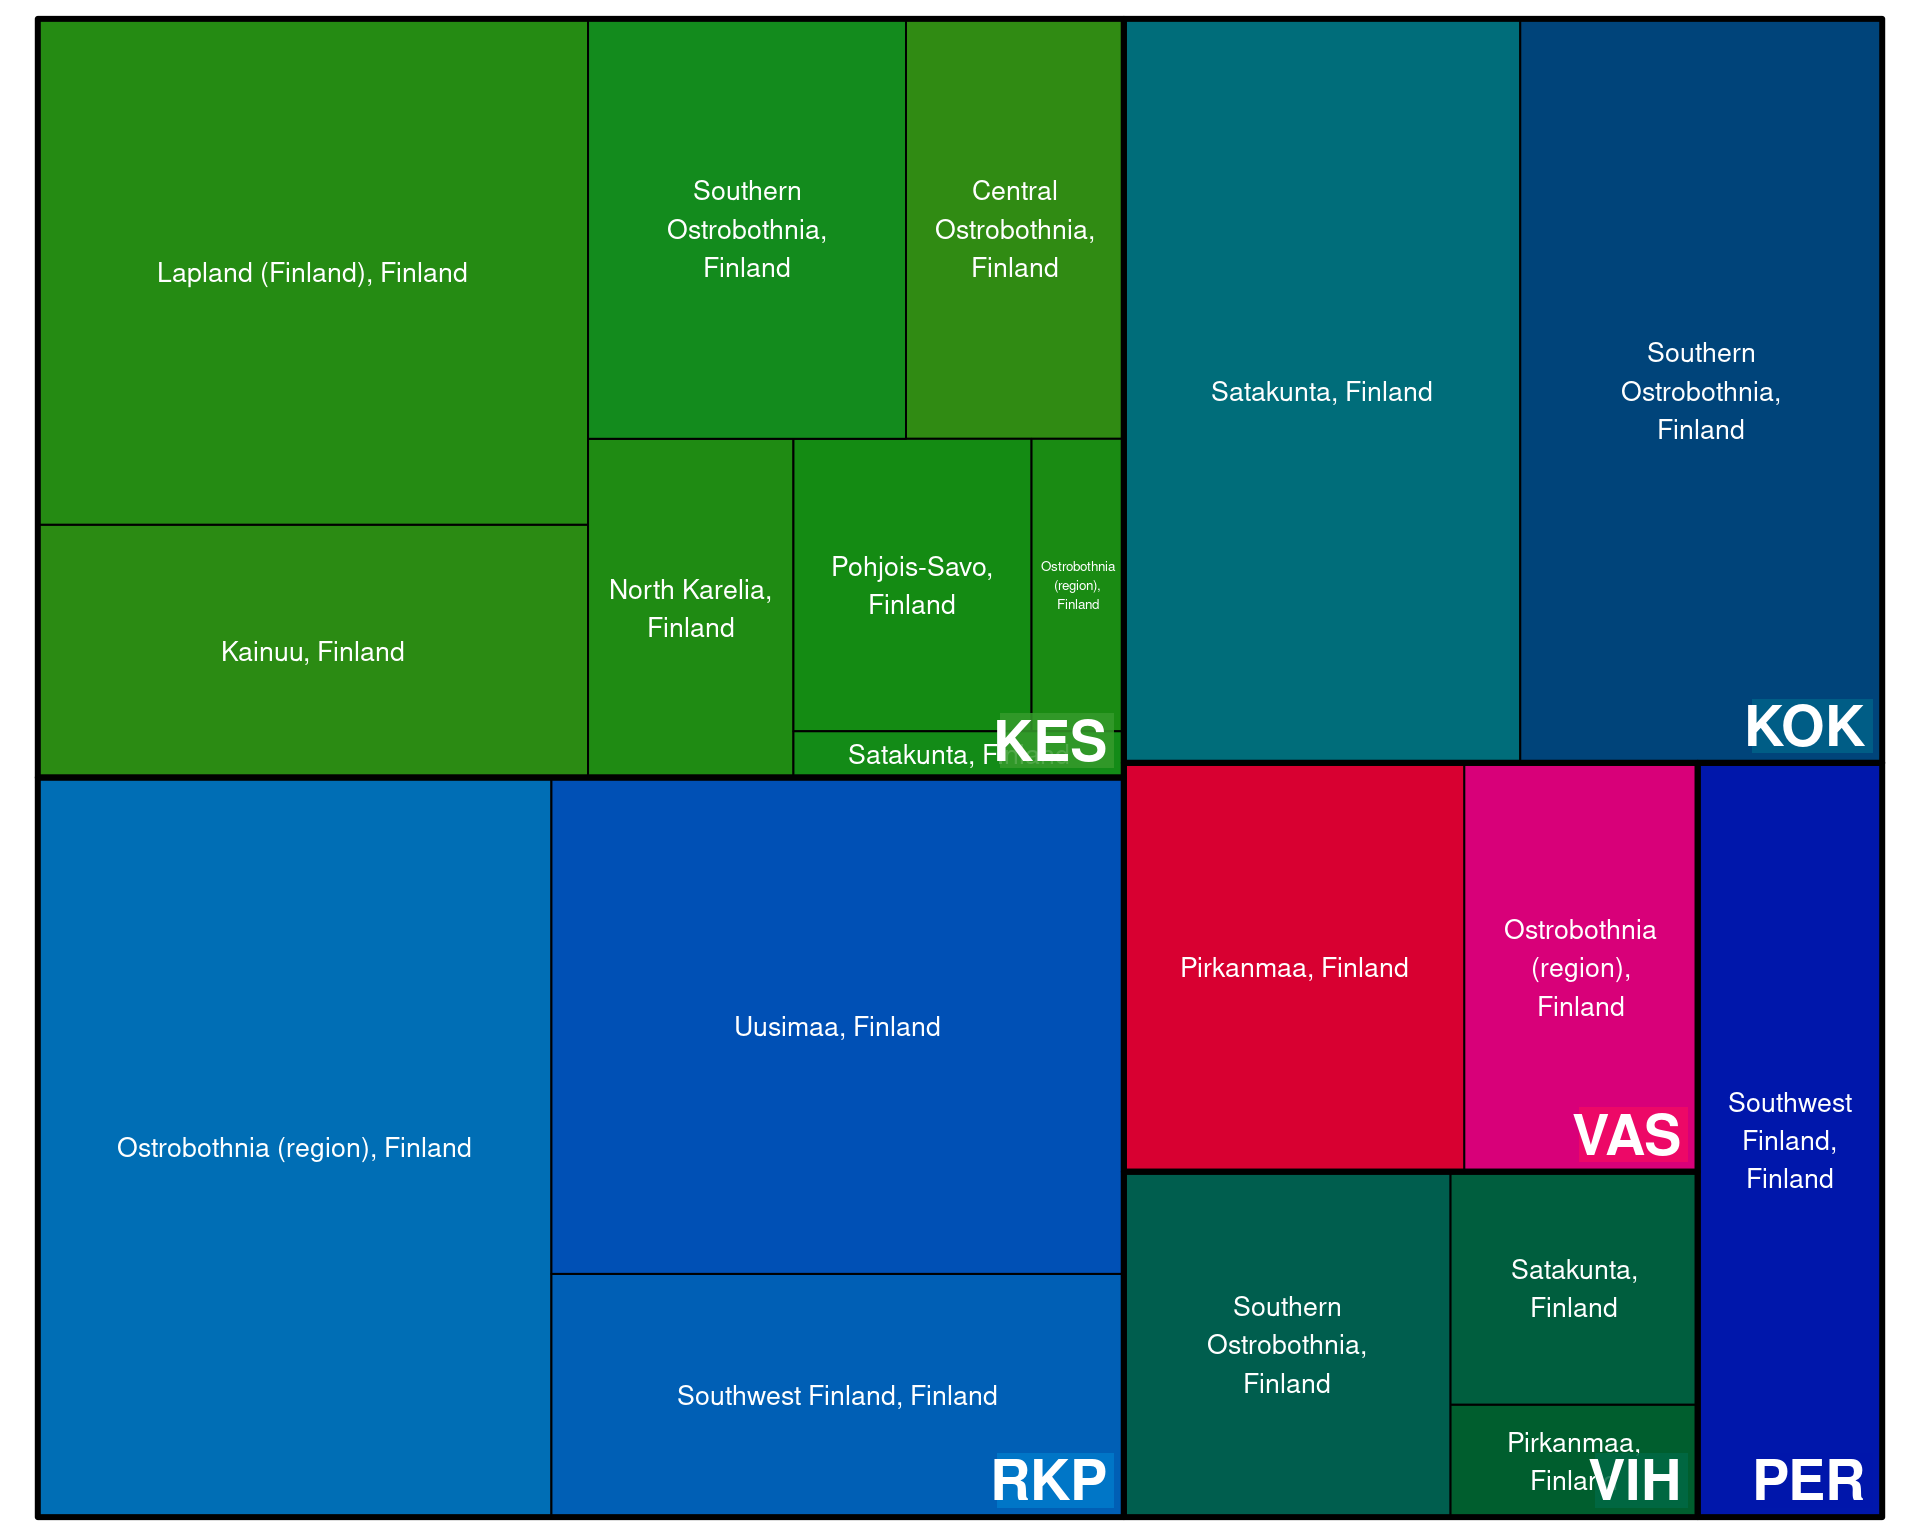 Lapland (Finland), Finland
Southern
Ostrobothnia,
Finland
Central
Ostrobothnia,
Finland
Kainuu, Finland
North Karelia,
Finland
Pohjois-Savo,
Finland
Ostrobothnia
(region),
Finland
Satakunta, Finland
KES
Satakunta, Finland
Southern
Ostrobothnia,
Finland
KOK
Ostrobothnia (region), Finland
Uusimaa, Finland
Southwest Finland, Finland
RKP
Pirkanmaa, Finland
Ostrobothnia
(region),
Finland
VAS
Southern
Ostrobothnia,
Finland
Satakunta,
Finland
Pirkanmaa,
Finland
VIH
Southwest
Finland,
Finland
PER